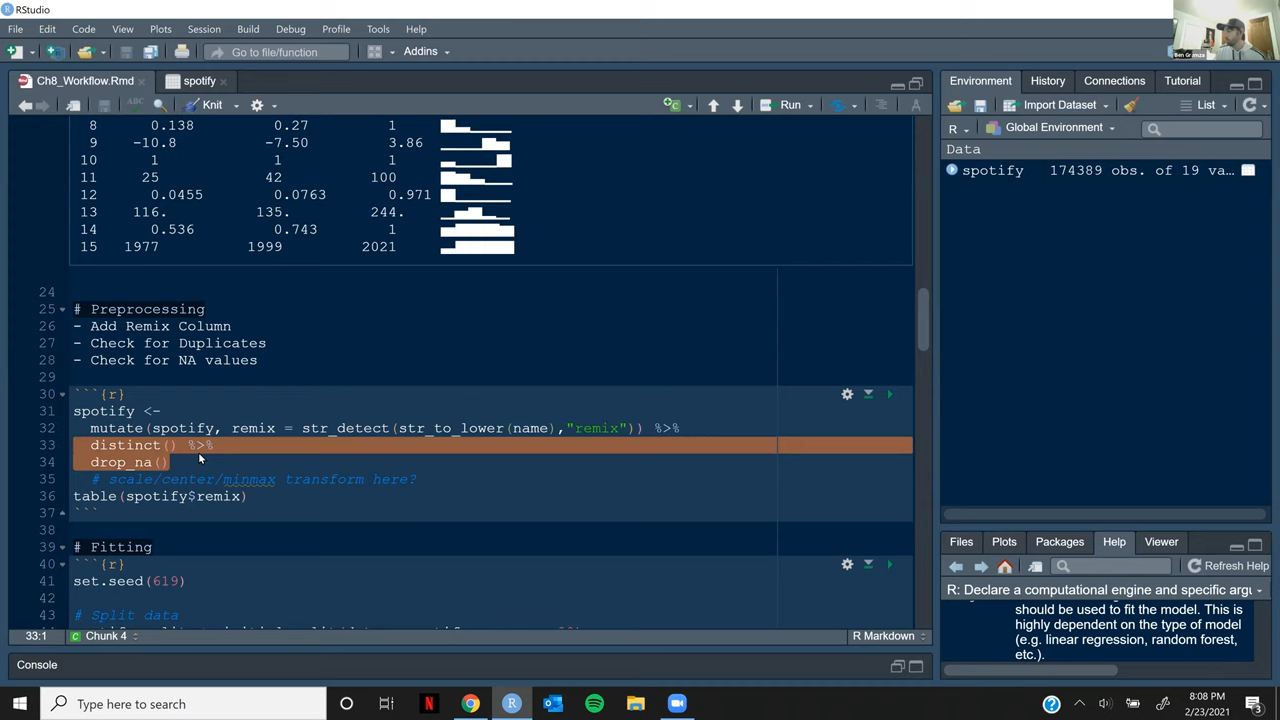 RStudio
File Edit Code View Plots Session Build Debug Profile Tools Help
Go to file/function Addins
Ben Gramza
Ch8_Workflow.Rmd spotify
ABC Knit Run
8 0.138 0.27 1
9 -10.8 -7.50 3.86
10 1 1 1
11 25 42 100
12 0.0455 0.0763 0.971
13 116. 135. 244.
14 0.536 0.743 1
15 1977 1999 2021
24
25 # Preprocessing
26 - Add Remix Column
27 - Check for Duplicates
28 - Check for NA values
29
30 ```{r}
31 spotify <-
32 mutate(spotify, remix = str_detect(str_to_lower(name),"remix")) %>%
33 distinct() %>%
34 drop_na()
35 # scale/center/minmax transform here?
36 table(spotify$remix)
37 ```
38
39 # Fitting
40 ```{r}
41 set.seed(619)
42
43 # Split data
33:1 Chunk 4 R Markdown
Console
Environment History Connections Tutorial
Import Dataset List
R Global Environment
Data
spotify 174389 obs. of 19 va…
Files Plots Packages Help Viewer
Refresh Help
R: Declare a computational engine and specific argu
should be used to fit the model. This is
highly dependent on the type of model
(e.g. linear regression, random forest,
etc.).
Type here to search
8:08 PM
2/23/2021
3